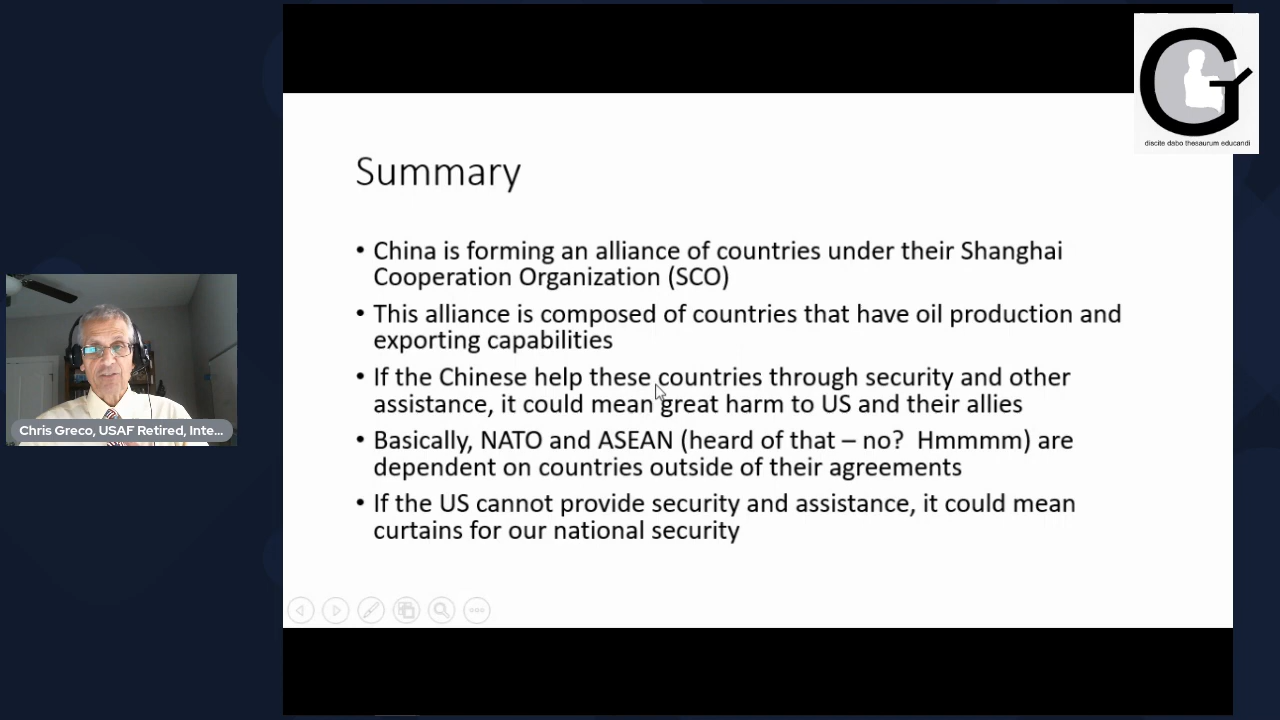 discite dabo thesaurum educandi
Summary
• China is forming an alliance of countries under their Shanghai
Cooperation Organization (SCO)
• This alliance is composed of countries that have oil production and
exporting capabilities
• If the Chinese help these countries through security and other
assistance, it could mean great harm to US and their allies
• Basically, NATO and ASEAN (heard of that – no?  Hmmmm) are
dependent on countries outside of their agreements
• If the US cannot provide security and assistance, it could mean
curtains for our national security
Chris Greco, USAF Retired, Inte...